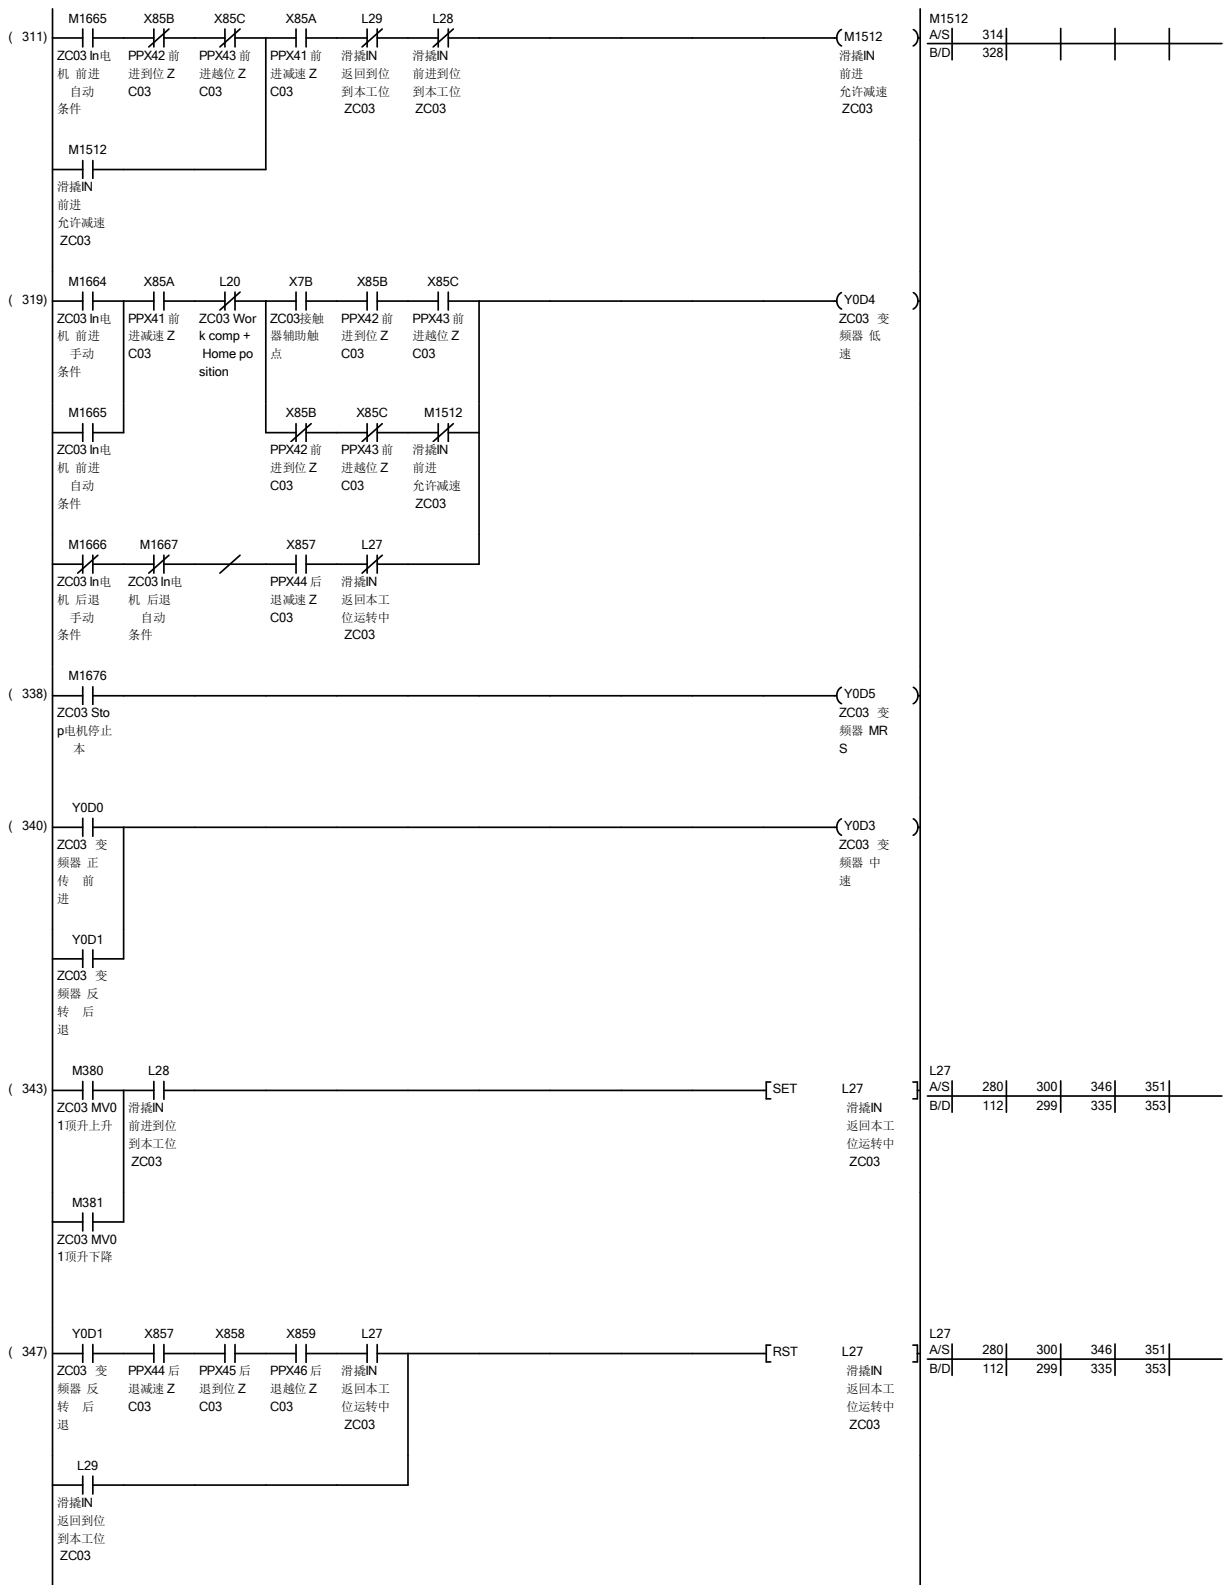 M1665 X85B X85C X85A L29 L28 M1512
( 311) M1512 A/S 314
ZC03 In电 PPX42 前 PPX43 前 PPX41 前 滑撬IN 滑撬IN 滑撬IN B/D 328
机 前进 进到位 Z 进越位 Z 进减速 Z 返回到位 前进到位 前进
自动 C03 C03 C03 到本工位 到本工位 允许减速
条件 ZC03 ZC03 ZC03
M1512
滑撬IN
前进
允许减速
ZC03
M1664 X85A L20 X7B X85B X85C
( 319) Y0D4
ZC03 In电 PPX41 前 ZC03 Wor ZC03接触 PPX42 前 PPX43 前 ZC03 变
机 前进 进减速 Z k comp + 器辅助触 进到位 Z 进越位 Z 频器 低
手动 C03 Home po 点 C03 C03 速
条件 sition
M1665 X85B X85C M1512
ZC03 In电 PPX42 前 PPX43 前 滑撬IN
机 前进 进到位 Z 进越位 Z 前进
自动 C03 C03 允许减速
条件 ZC03
M1666 M1667 X857 L27
ZC03 In电 ZC03 In电 PPX44 后 滑撬IN
机 后退 机 后退 退减速 Z 返回本工
手动 自动 C03 位运转中
条件 条件 ZC03
M1676
( 338) Y0D5
ZC03 Sto ZC03 变
p电机停止 频器 MR
本 S
Y0D0
( 340) Y0D3
ZC03 变 ZC03 变
频器 正 频器 中
传 前 速
进
Y0D1
ZC03 变
频器 反
转 后
退
M380 L28 L27
( 343) SET L27 A/S 280 300 346 351
ZC03 MV0 滑撬IN 滑撬IN B/D 112 299 335 353
1顶升上升 前进到位 返回本工
到本工位 位运转中
ZC03 ZC03
M381
ZC03 MV0
1顶升下降
Y0D1 X857 X858 X859 L27 L27
( 347) RST L27 A/S 280 300 346 351
ZC03 变 PPX44 后 PPX45 后 PPX46 后 滑撬IN 滑撬IN B/D 112 299 335 353
频器 反 退减速 Z 退到位 Z 退越位 Z 返回本工 返回本工
转 后 C03 C03 C03 位运转中 位运转中
退 ZC03 ZC03
L29
滑撬IN
返回到位
到本工位
ZC03